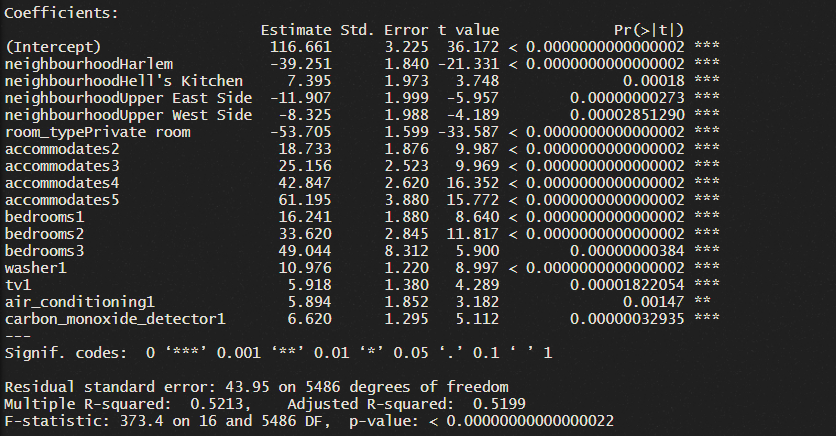 Coefficients:
                          Estimate Std. Error t value             Pr(>|t|)
(Intercept)                116.661      3.225  36.172 < 0.0000000000000002 ***
neighbourhoodHarlem        -39.251      1.840 -21.331 < 0.0000000000000002 ***
neighbourhoodHell's Kitchen   7.395      1.973   3.748              0.00018 ***
neighbourhoodUpper East Side -11.907      1.999  -5.957        0.00000000273 ***
neighbourhoodUpper West Side  -8.325      1.988  -4.189        0.00002851290 ***
room_typePrivate room      -53.705      1.599 -33.587 < 0.0000000000000002 ***
accommodates2               18.733      1.876   9.987 < 0.0000000000000002 ***
accommodates3               25.156      2.523   9.969 < 0.0000000000000002 ***
accommodates4               42.847      2.620  16.352 < 0.0000000000000002 ***
accommodates5               61.195      3.880  15.772 < 0.0000000000000002 ***
bedrooms1                   16.241      1.880   8.640 < 0.0000000000000002 ***
bedrooms2                   33.620      2.845  11.817 < 0.0000000000000002 ***
bedrooms3                   49.044      8.312   5.900        0.00000000384 ***
washer1                     10.976      1.220   8.997 < 0.0000000000000002 ***
tv1                          5.918      1.380   4.289        0.00001822054 ***
air_conditioning1            5.894      1.852   3.182              0.00147 **
carbon_monoxide_detector1    6.620      1.295   5.112        0.00000032935 ***
---
Signif. codes:  0 ‘***’ 0.001 ‘**’ 0.01 ‘*’ 0.05 ‘.’ 0.1 ‘ ’ 1
Residual standard error: 43.95 on 5486 degrees of freedom
Multiple R-squared:  0.5213,    Adjusted R-squared:  0.5199
F-statistic: 373.4 on 16 and 5486 DF,  p-value: < 0.00000000000000022